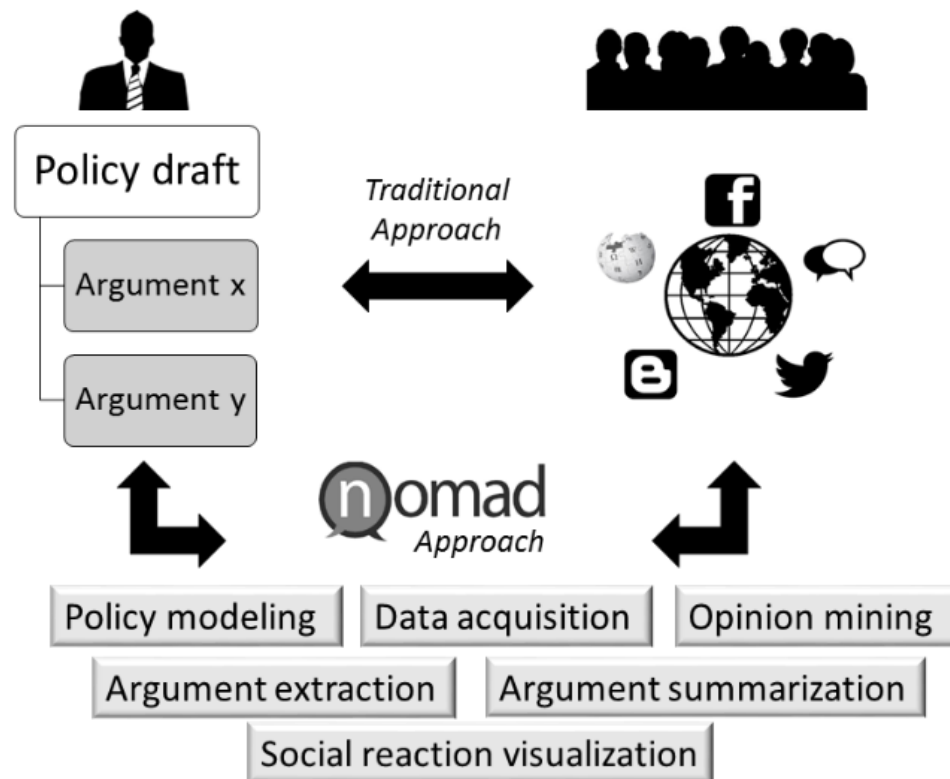 Policy draft
Argument x
Argument y
Traditional
Approach
f
nomad
Approach
Policy modeling
Data acquisition
Opinion mining
Argument extraction
Argument summarization
Social reaction visualization